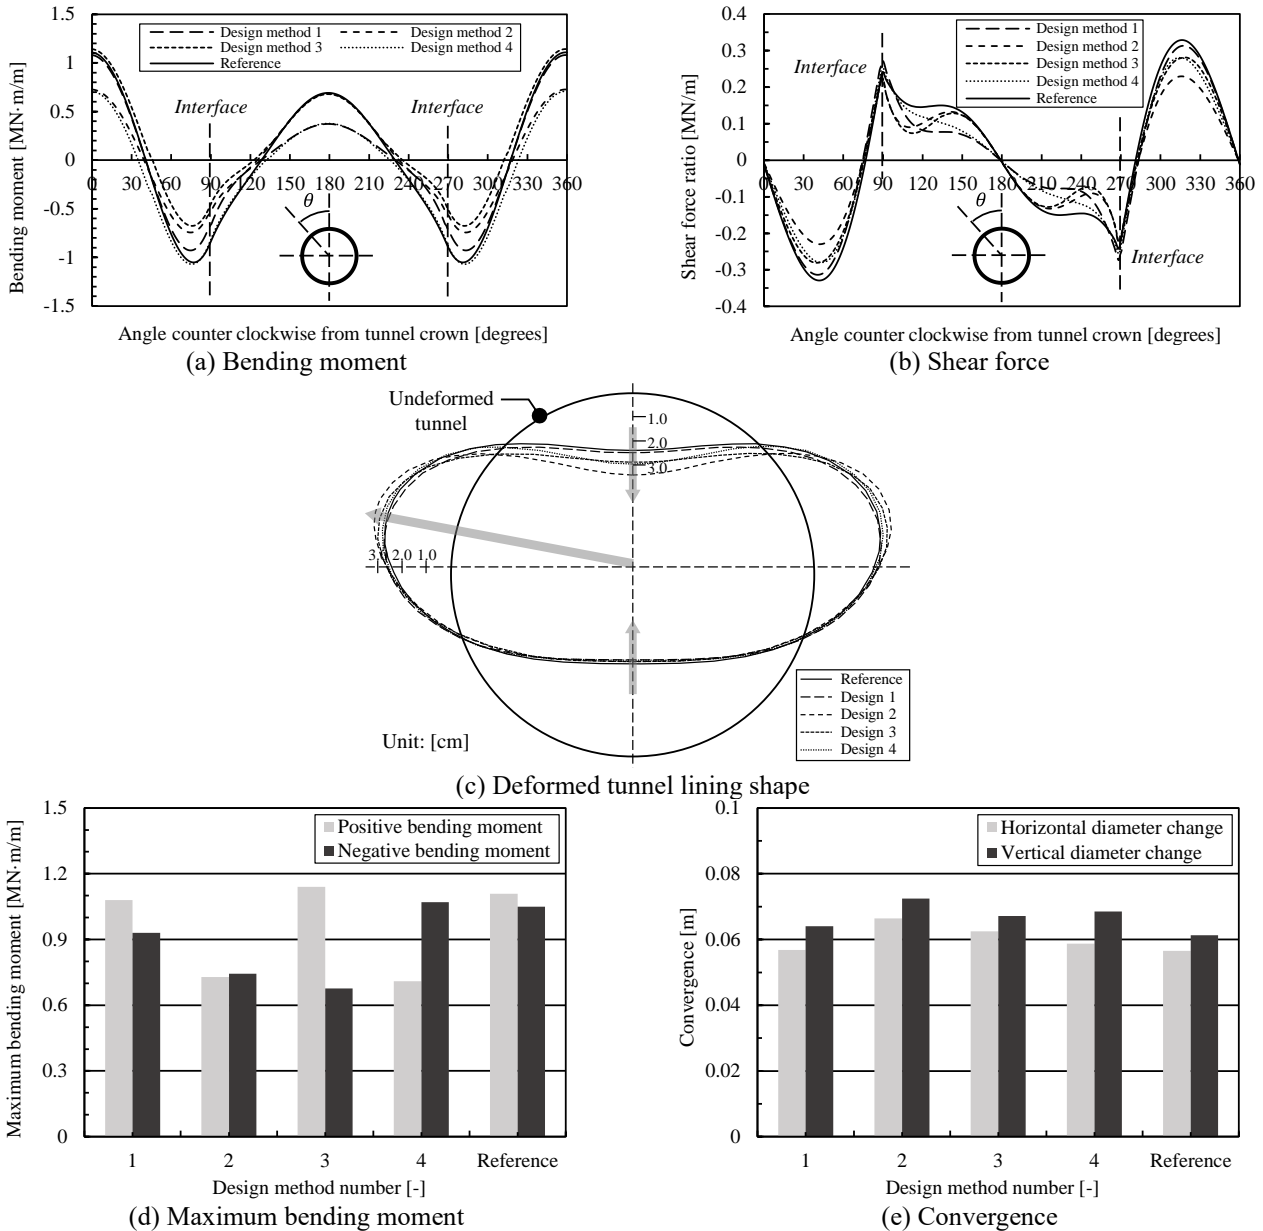 Bending moment [MN·m/m]
1.5
1
0.5
0
-0.5
-1
-1.5
Design method 1
Design method 2
Design method 3
Design method 4
Reference
Interface
Interface
0 30 60 90 120 150 180 210 240 270 300 330 360
θ
Angle counter clockwise from tunnel crown [degrees]
(a) Bending moment
Shear force ratio [MN/m]
0.4
0.3
0.2
0.1
0
-0.1
-0.2
-0.3
-0.4
Design method 1
Design method 2
Design method 3
Design method 4
Reference
Interface
Interface
0 30 60 90 120 150 180 210 240 270 300 330 360
θ
Angle counter clockwise from tunnel crown [degrees]
(b) Shear force
Undeformed
tunnel
1.0
2.0
3.0
3.0 2.0 1.0
Unit: [cm]
Reference
Design 1
Design 2
Design 3
Design 4
(c) Deformed tunnel lining shape
Maximum bending moment [MN·m/m]
1.5
1.2
0.9
0.6
0.3
0
Positive bending moment
Negative bending moment
1 2 3 4 Reference
Design method number [-]
(d) Maximum bending moment
Convergence [m]
0.1
0.08
0.06
0.04
0.02
0
Horizontal diameter change
Vertical diameter change
1 2 3 4 Reference
Design method number [-]
(e) Convergence